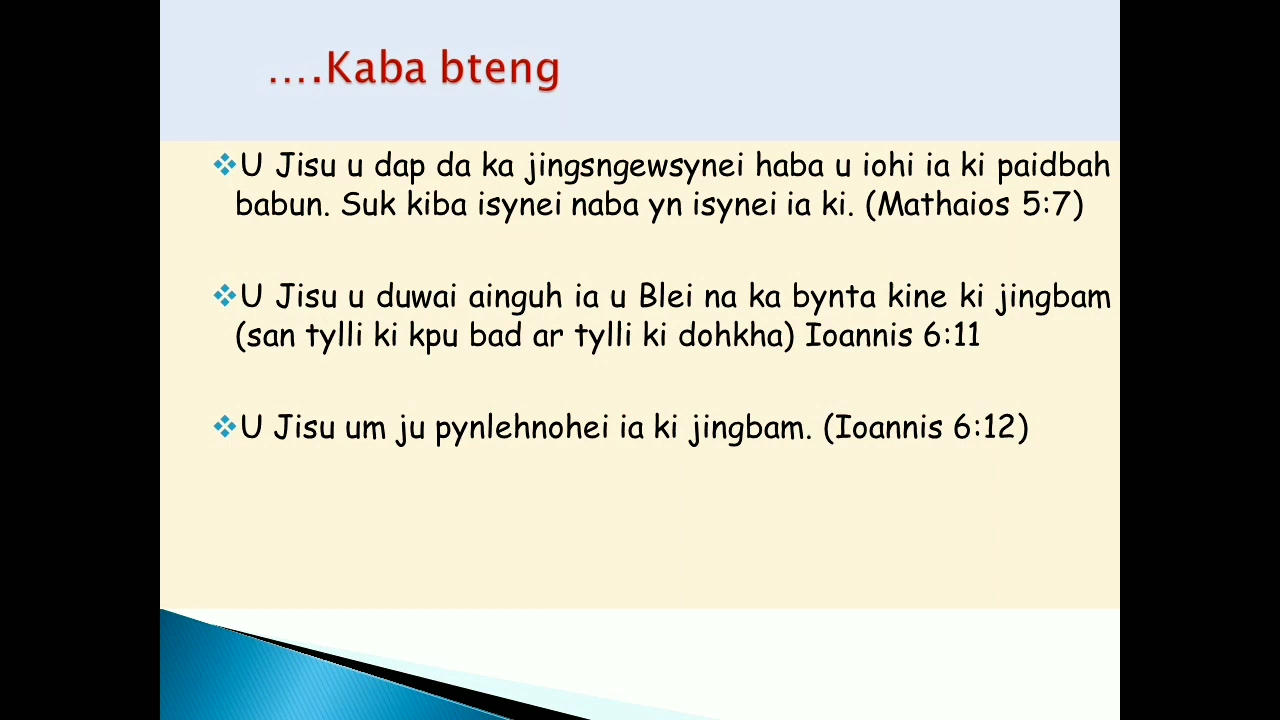 ....Kaba bteng
❖U Jisu u dap da ka jingsngewsynei haba u iohi ia ki paidbah
babun. Suk kiba isynei naba yn isynei ia ki. (Mathaios 5:7)
❖U Jisu u duwai ainguh ia u Blei na ka bynta kine ki jingbam
(san tylli ki kpu bad ar tylli ki dohkha) Ioannis 6:11
❖U Jisu um ju pynlehnohei ia ki jingbam. (Ioannis 6:12)